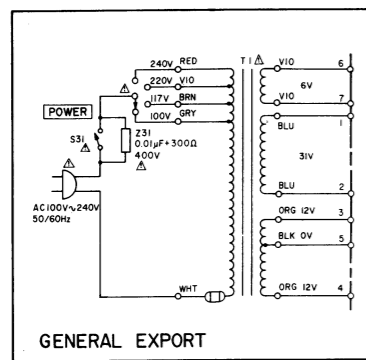 240V RED
T1
VIO 6
220V VIO
6V
117V BRN
VIO 7
POWER
100V GRY
BLU 1
S31
Z31
0.01µF+300Ω
400V
31V
BLU 2
AC100V~240V
50/60Hz
ORG 12V 3
BLK 0V 5
WHT
ORG 12V 4
GENERAL EXPORT